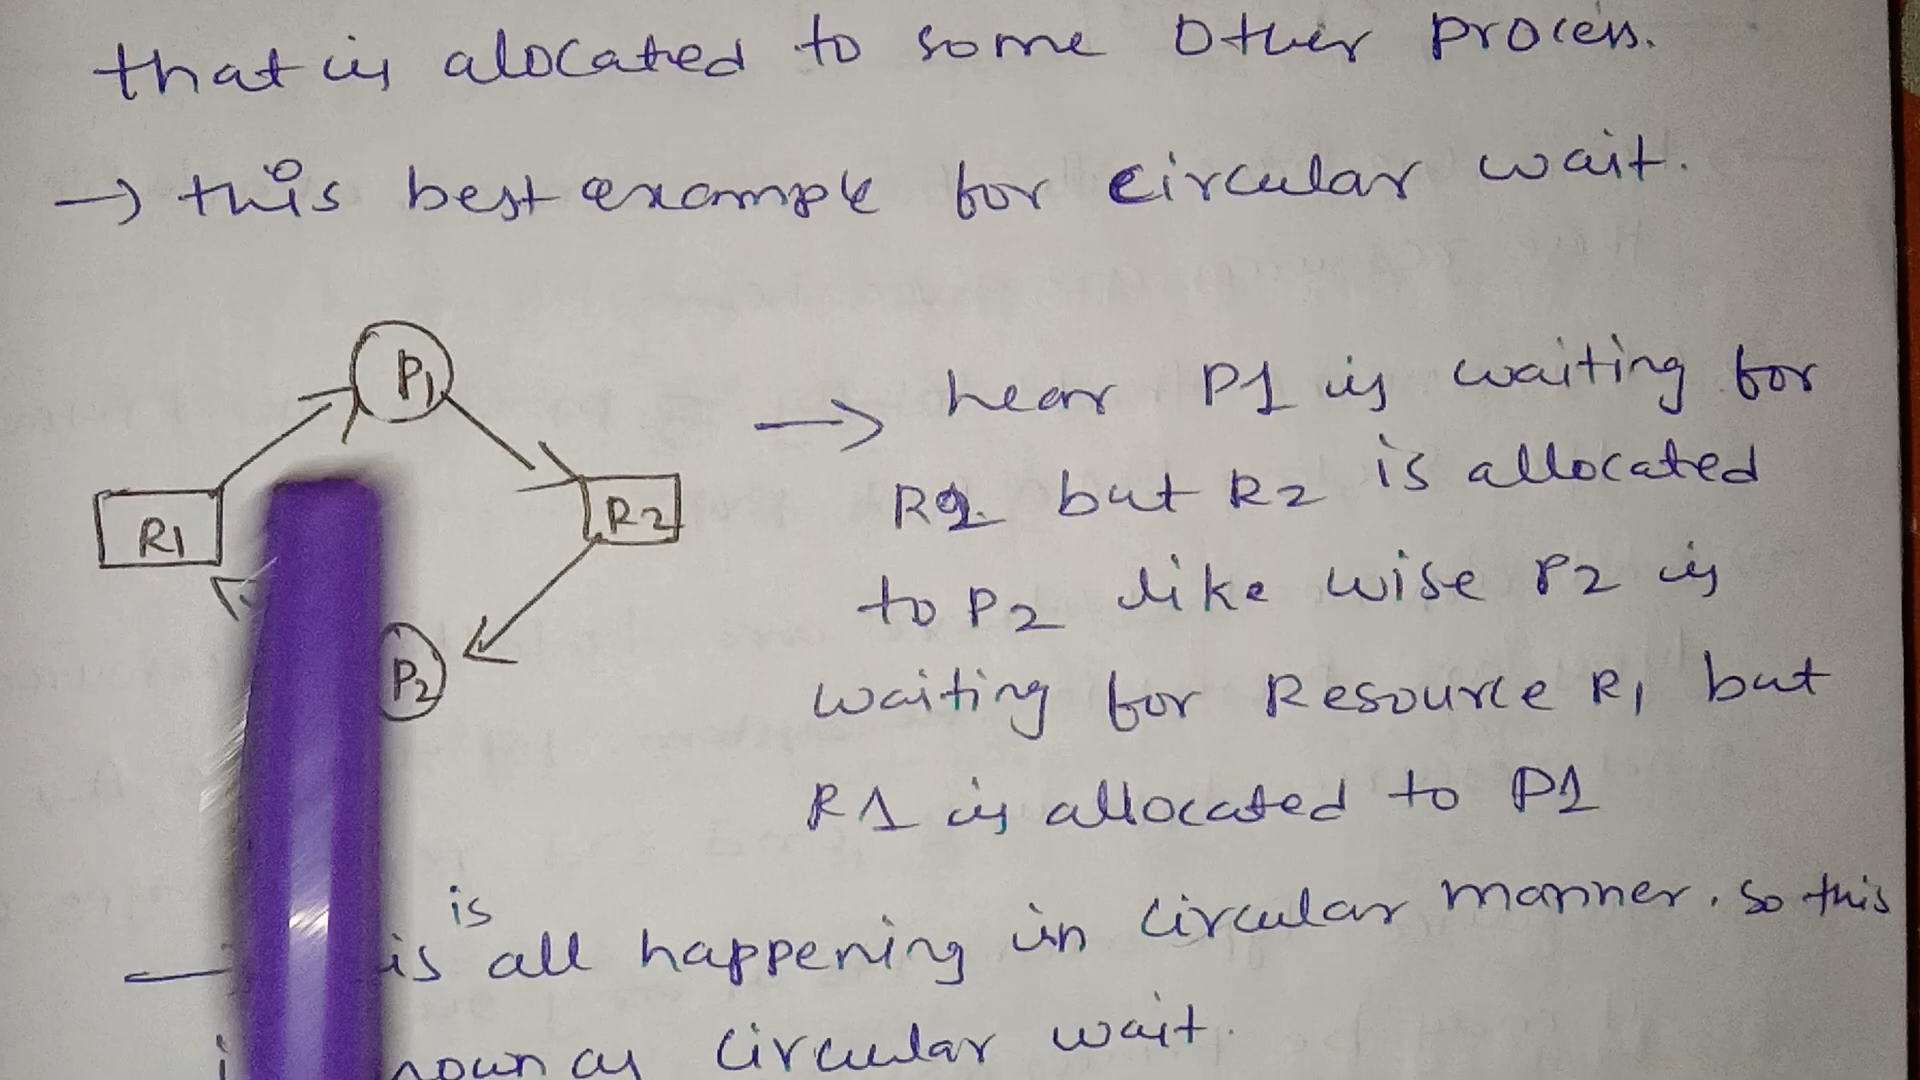 that is alocated to some other process.
→ this best example for circular wait.
P1
R1
R2
P2
→ hear P1 is waiting for
R2 but R2 is allocated
to P2 like wise P2 is
waiting for Resource R1 but
R1 is allocated to P1
is
all happening in circular manner. so this
circular wait.